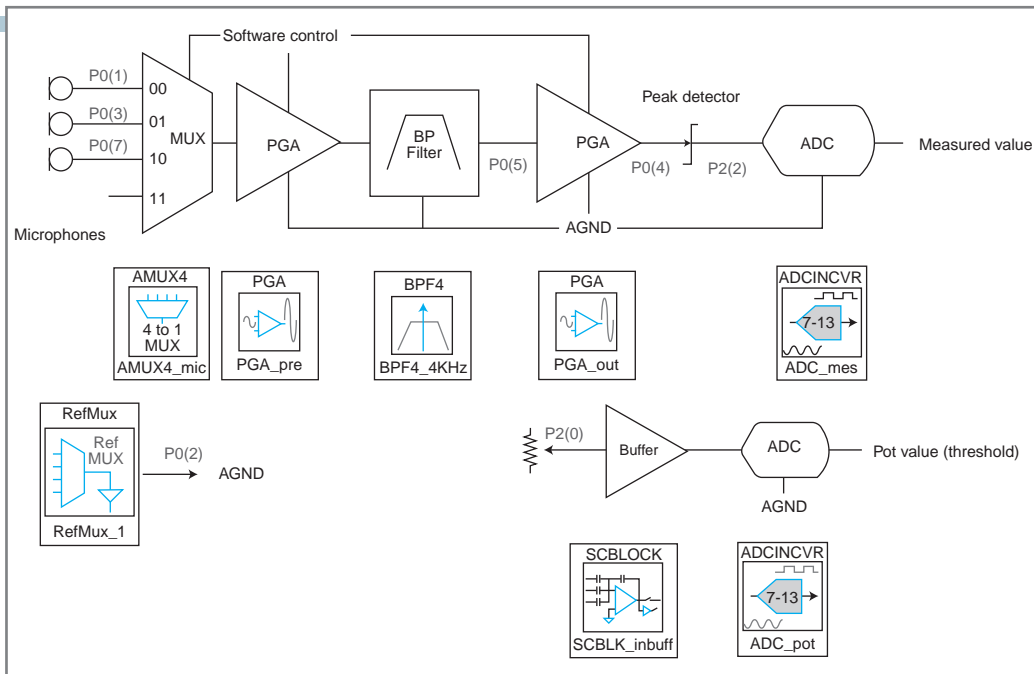 Software control
P0(1)
00
P0(3)
01
MUX
P0(7)
10
11
Microphones
PGA
BP
Filter
P0(5)
PGA
Peak detector
P0(4)
P2(2)
ADC
Measured value
AGND
AMUX4
4 to 1
MUX
AMUX4_mic
PGA
PGA_pre
BPF4
BPF4_4KHz
PGA
PGA_out
ADCINCVR
7-13
ADC_mes
RefMux
Ref
MUX
RefMux_1
P0(2)
AGND
P2(0)
Buffer
ADC
Pot value (threshold)
AGND
SCBLOCK
SCBLK_inbuff
ADCINCVR
7-13
ADC_pot